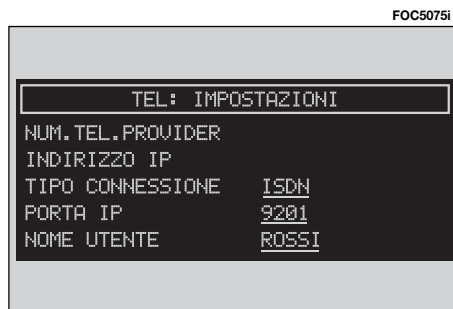 FOC5075i
TEL: IMPOSTAZIONI
NUM.TEL.PROVIDER
INDIRIZZO IP
TIPO CONNESSIONE ISDN
PORTA IP 9201
NOME UTENTE ROSSI